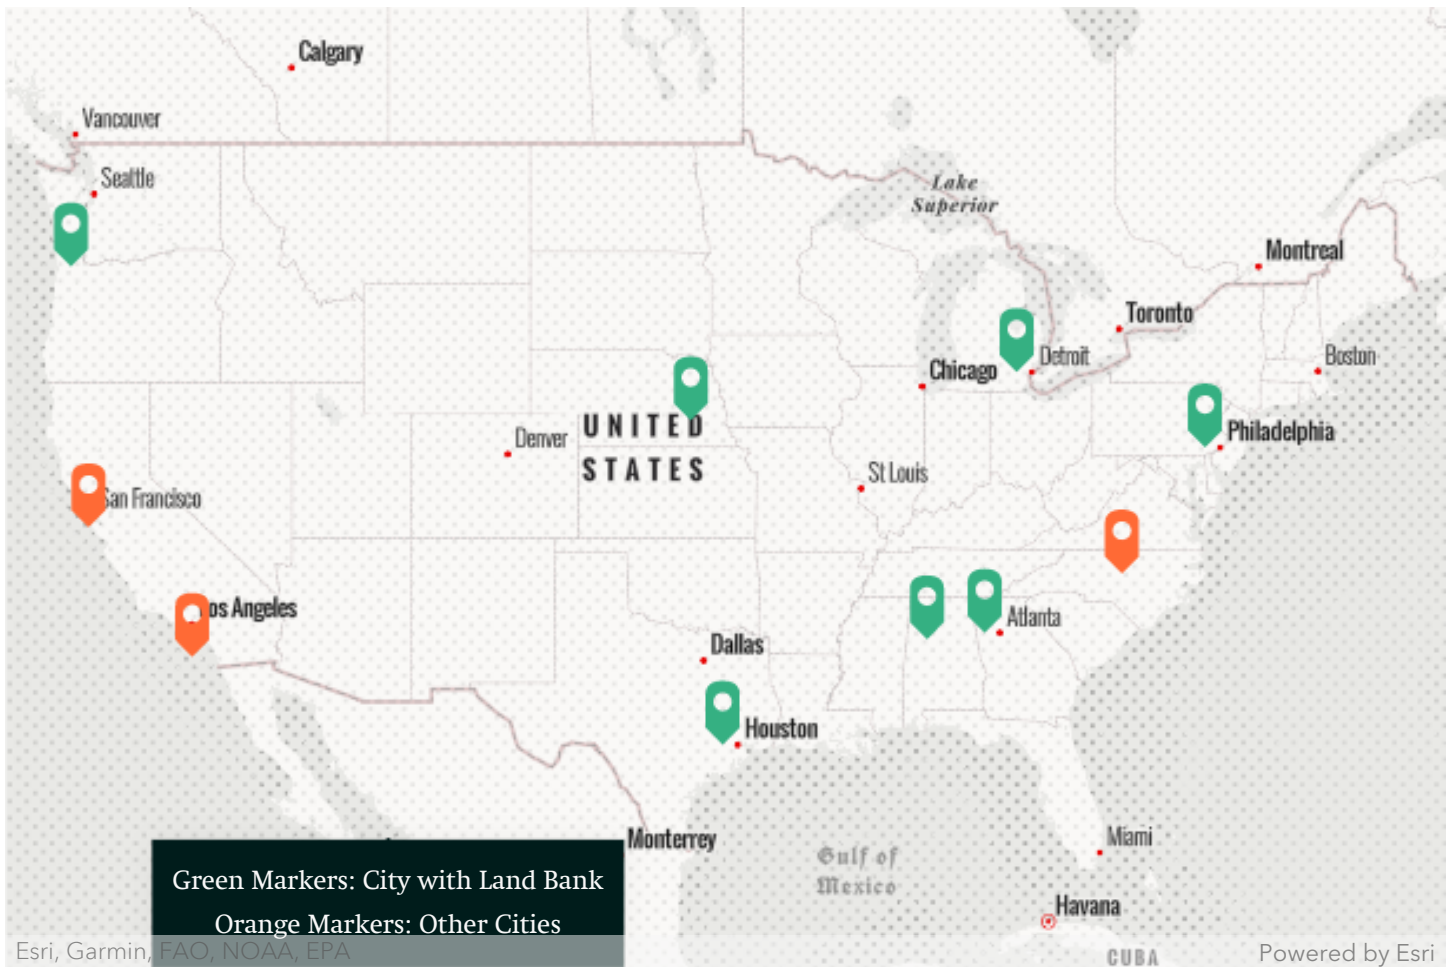 Calgary
Vancouver
Seattle
Lake
Superior
Montreal
Toronto
Detroit
Boston
Chicago
UNITED
STATES
Denver
Philadelphia
St Louis
San Francisco
Los Angeles
Atlanta
Dallas
Houston
Monterrey
Miami
Gulf of
Mexico
Havana
CUBA
Green Markers: City with Land Bank
Orange Markers: Other Cities
Esri, Garmin, FAO, NOAA, EPA
Powered by Esri